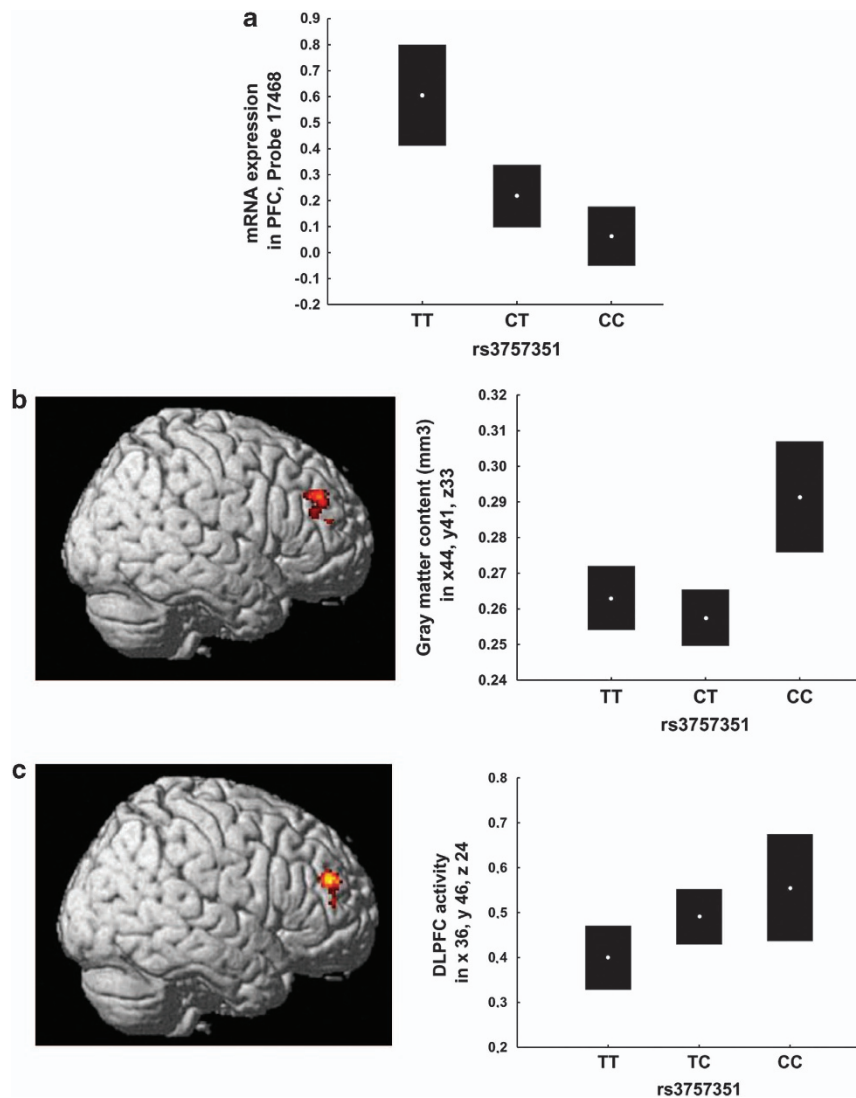 a
mRNA expression
in PFC, Probe 17468
0.9
0.8
0.7
0.6
0.5
0.4
0.3
0.2
0.1
0.0
-0.1
-0.2
TT CT CC
rs3757351
b
Gray matter content (mm3)
in x44, y41, z33
0.32
0.31
0.30
0.29
0.28
0.27
0.26
0.25
0.24
TT CT CC
rs3757351
c
DLPFC activity
in x 36, y 46, z 24
0.8
0.7
0.6
0.5
0.4
0.3
0,2
TT TC CC
rs3757351